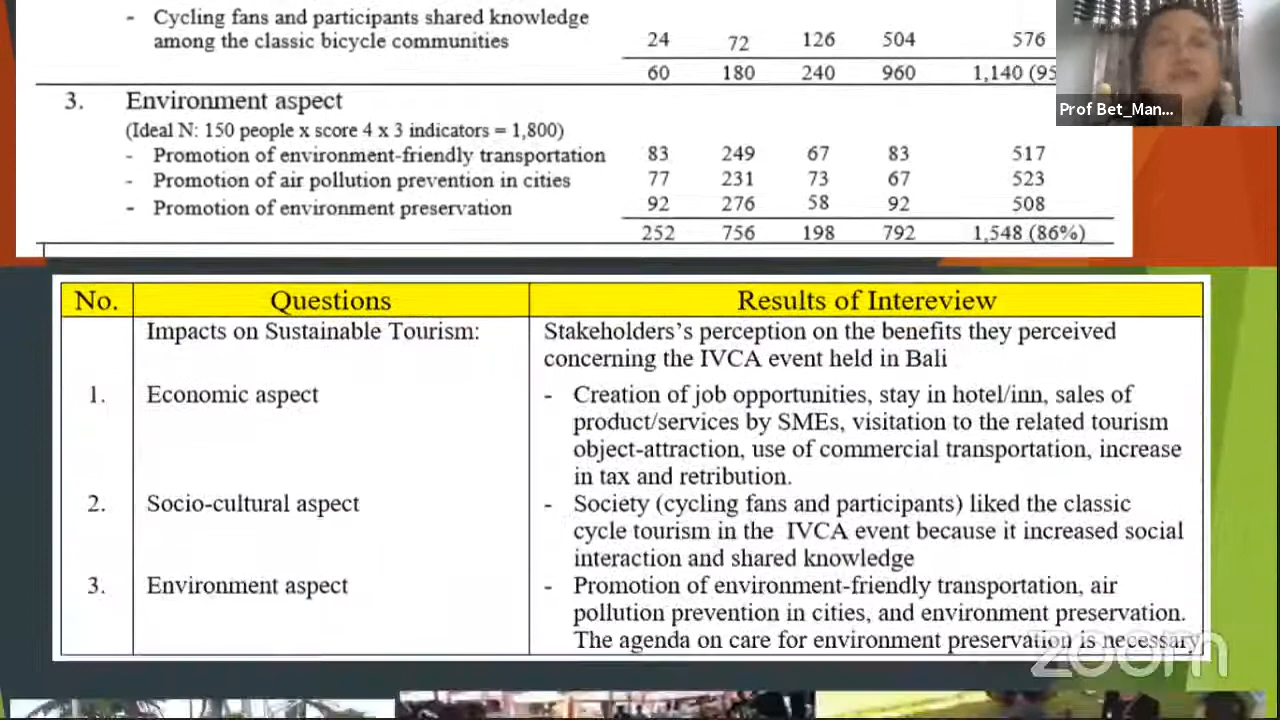 - Cycling fans and participants shared knowledge
among the classic bicycle communities 24 72 126 504 576
60 180 240 960 1,140 (95
Prof Bet_Man...
3. Environment aspect
(Ideal N: 150 people x score 4 x 3 indicators = 1,800)
- Promotion of environment-friendly transportation 83 249 67 83 517
- Promotion of air pollution prevention in cities 77 231 73 67 523
- Promotion of environment preservation 92 276 58 92 508
252 756 198 792 1,548 (86%)
No. Questions Results of Intereview
Impacts on Sustainable Tourism: Stakeholders's perception on the benefits they perceived
concerning the IVCA event held in Bali
1. Economic aspect - Creation of job opportunities, stay in hotel/inn, sales of
product/services by SMEs, visitation to the related tourism
object-attraction, use of commercial transportation, increase
in tax and retribution.
2. Socio-cultural aspect - Society (cycling fans and participants) liked the classic
cycle tourism in the IVCA event because it increased social
interaction and shared knowledge
3. Environment aspect - Promotion of environment-friendly transportation, air
pollution prevention in cities, and environment preservation.
The agenda on care for environment preservation is necessary
zoom